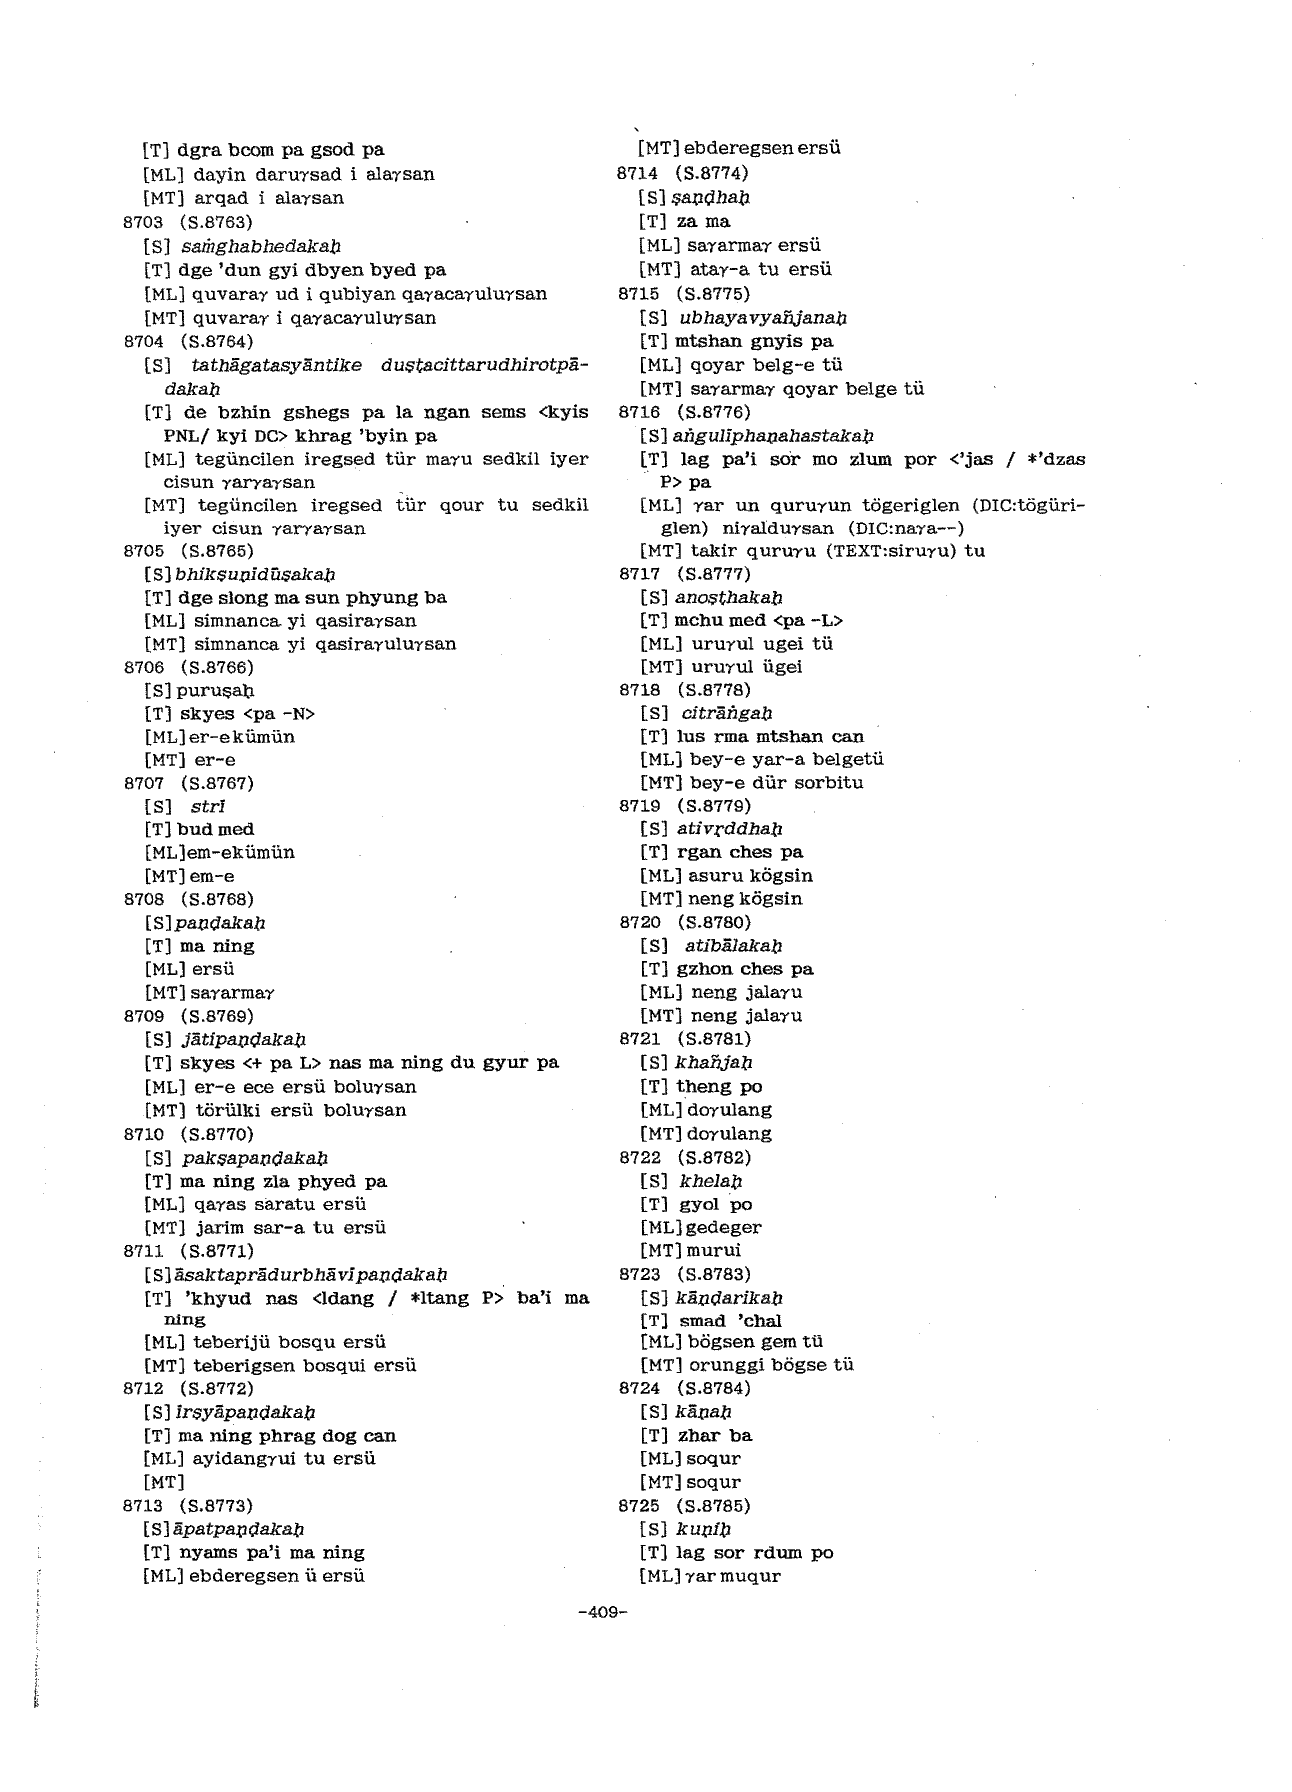 [T] dgra bcom pa gsod pa
[ML] dayin daruγsad i alaγsan
[MT] arqad i alaγsan
8703 (S.8763)
[S] saṁghabhedakaḥ
[T] dge 'dun gyi dbyen byed pa
[ML] quvaraγ ud i qubiyan qaγacaγuluγsan
[MT] quvaraγ i qaγacaγuluγsan
8704 (S.8764)
[S] tathāgatasyāntike duṣṭacittarudhirotpā-
dakaḥ
[T] de bzhin gshegs pa la ngan sems <kyis
PNL/ kyi DC> khrag 'byin pa
[ML] tegüncilen iregsed tür maγu sedkil iyer
cisun γarγaγsan
[MT] tegüncilen iregsed tür qour tu sedkil
iyer cisun γarγaγsan
8705 (S.8765)
[S] bhikṣuṇīdūṣakaḥ
[T] dge slong ma sun phyung ba
[ML] simnanca yi qasiraγsan
[MT] simnanca yi qasiraγuluγsan
8706 (S.8766)
[S] puruṣaḥ
[T] skyes <pa -N>
[ML] er-e kümün
[MT] er-e
8707 (S.8767)
[S] strī
[T] bud med
[ML]em-e kümün
[MT] em-e
8708 (S.8768)
[S] paṇḍakaḥ
[T] ma ning
[ML] ersü
[MT] saγarmaγ
8709 (S.8769)
[S] jātipaṇḍakaḥ
[T] skyes <+ pa L> nas ma ning du gyur pa
[ML] er-e ece ersü boluγsan
[MT] törülki ersü boluγsan
8710 (S.8770)
[S] pakṣapaṇḍakaḥ
[T] ma ning zla phyed pa
[ML] qaγas saratu ersü
[MT] jarim sar-a tu ersü
8711 (S.8771)
[S] āsaktaprādurbhāvīpaṇḍakaḥ
[T] 'khyud nas <ldang / *ltang P> ba'i ma
ning
[ML] teberijü bosqu ersü
[MT] teberigsen bosqui ersü
8712 (S.8772)
[S] īrṣyāpaṇḍakaḥ
[T] ma ning phrag dog can
[ML] ayidangγui tu ersü
[MT]
8713 (S.8773)
[S] āpatpaṇḍakaḥ
[T] nyams pa'i ma ning
[ML] ebderegsen ü ersü
[MT] ebderegsen ersü
8714 (S.8774)
[S] ṣaṇḍhaḥ
[T] za ma
[ML] saγarmaγ ersü
[MT] ataγ-a tu ersü
8715 (S.8775)
[S] ubhayavyañjanaḥ
[T] mtshan gnyis pa
[ML] qoyar belg-e tü
[MT] saγarmaγ qoyar belge tü
8716 (S.8776)
[S] aṅgulīphaṇahastakaḥ
[T] lag pa'i sor mo zlum por <'jas / *'dzas
P> pa
[ML] γar un quruγun tögeriglen (DIC:tögüri-
glen) niγalduγsan (DIC:naγa--)
[MT] takir quruγu (TEXT:siruγu) tu
8717 (S.8777)
[S] anoṣṭhakaḥ
[T] mchu med <pa -L>
[ML] uruγul ugei tü
[MT] uruγul ügei
8718 (S.8778)
[S] citrāṅgaḥ
[T] lus rma mtshan can
[ML] bey-e yar-a belgetü
[MT] bey-e dür sorbitu
8719 (S.8779)
[S] ativṛddhaḥ
[T] rgan ches pa
[ML] asuru kögsin
[MT] neng kögsin
8720 (S.8780)
[S] atibālakaḥ
[T] gzhon ches pa
[ML] neng jalaγu
[MT] neng jalaγu
8721 (S.8781)
[S] khañjaḥ
[T] theng po
[ML] doγulang
[MT] doγulang
8722 (S.8782)
[S] khelaḥ
[T] gyol po
[ML] gedeger
[MT] murui
8723 (S.8783)
[S] kāṇḍarikaḥ
[T] smad 'chal
[ML] bögsen gem tü
[MT] orunggi bögse tü
8724 (S.8784)
[S] kāṇaḥ
[T] zhar ba
[ML] soqur
[MT] soqur
8725 (S.8785)
[S] kuṇiḥ
[T] lag sor rdum po
[ML] γar muqur
-409-